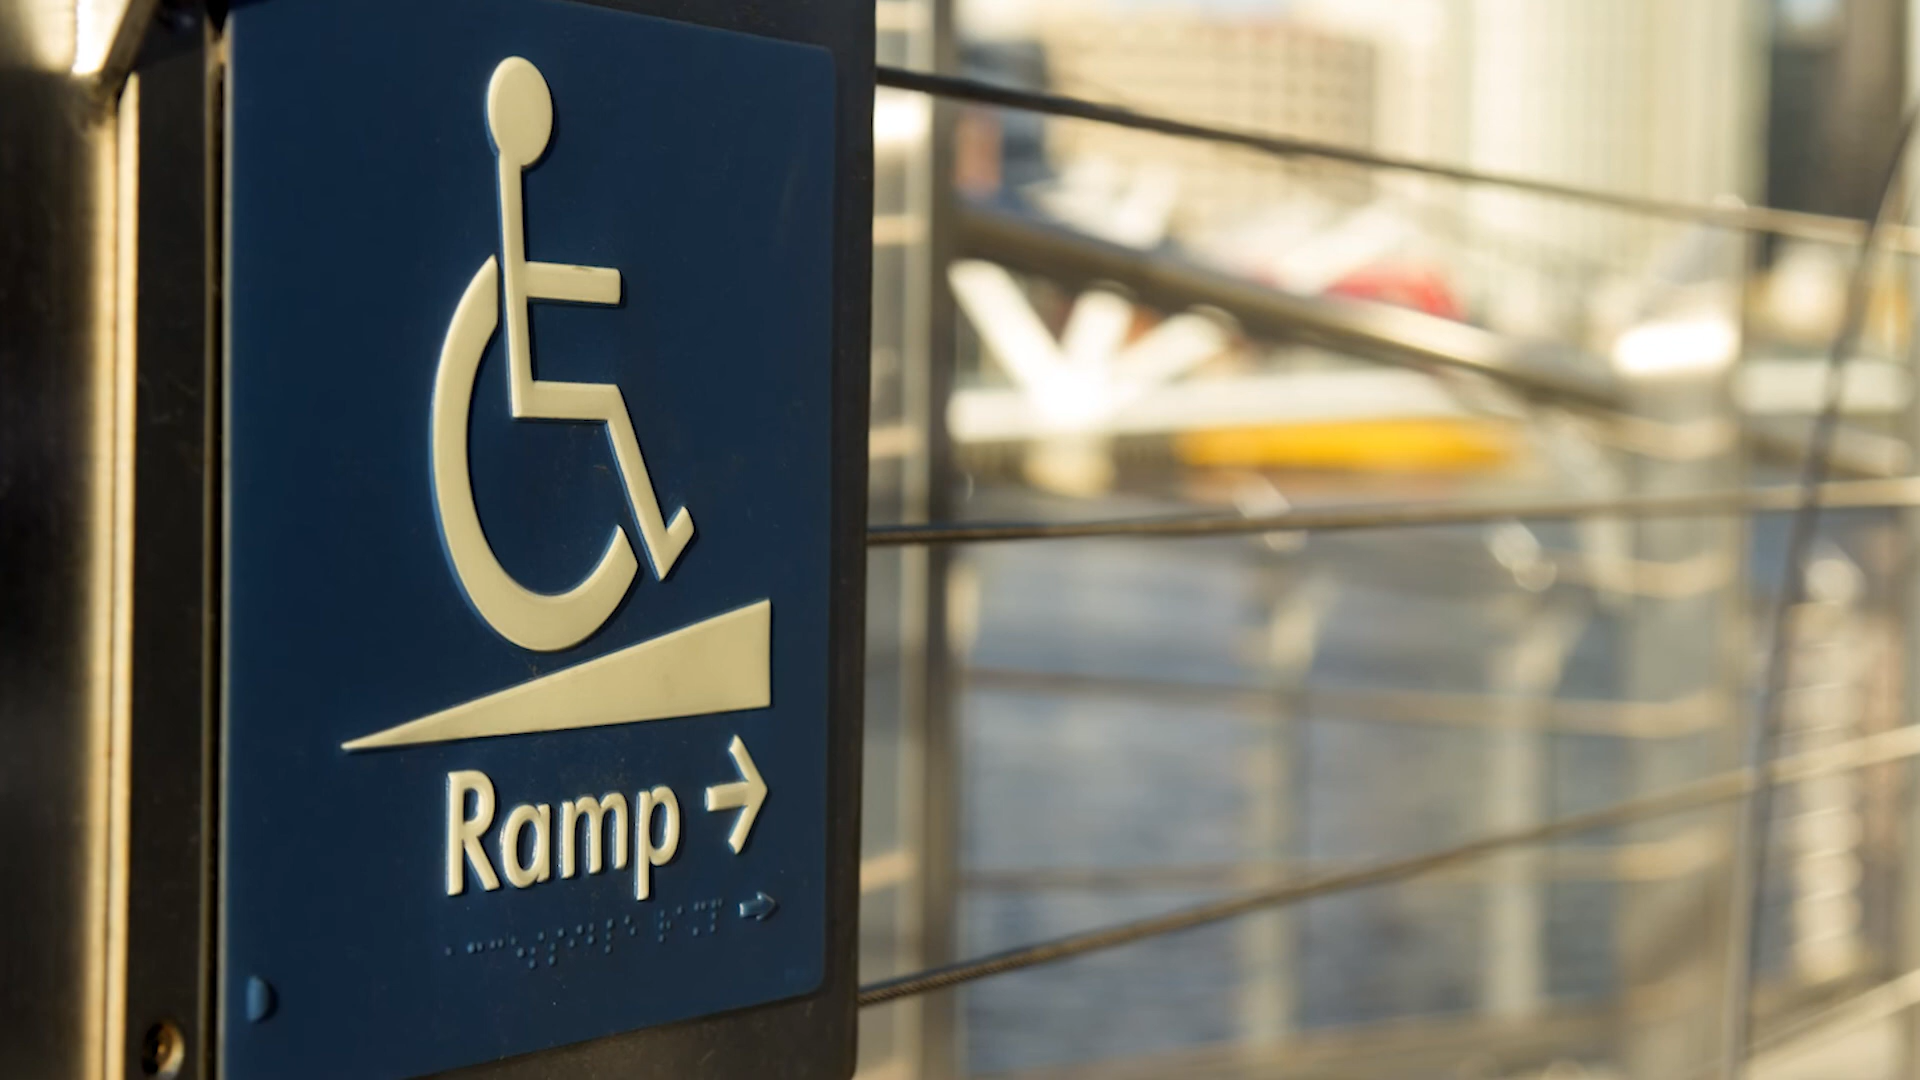 Ramp →